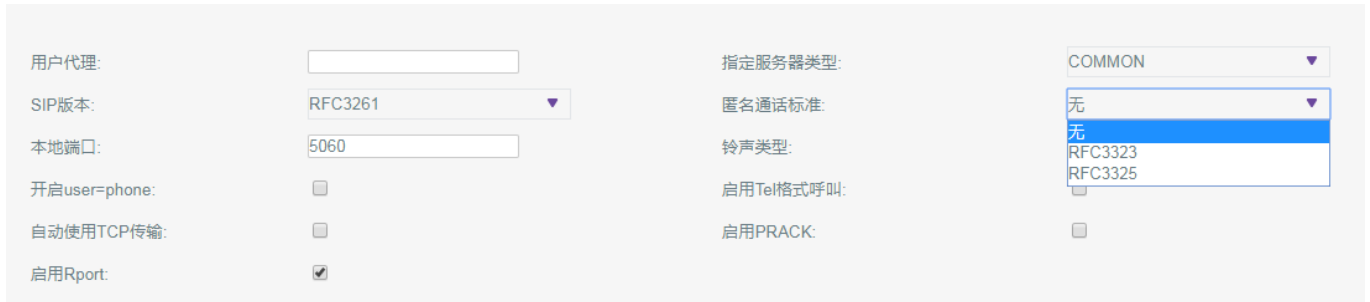 用户代理: 指定服务器类型: COMMON
SIP版本: RFC3261 匿名通话标准: 无
无
本地端口: 5060 铃声类型: RFC3323
RFC3325
开启user=phone: 启用Tel格式呼叫:
自动使用TCP传输: 启用PRACK:
启用Rport: